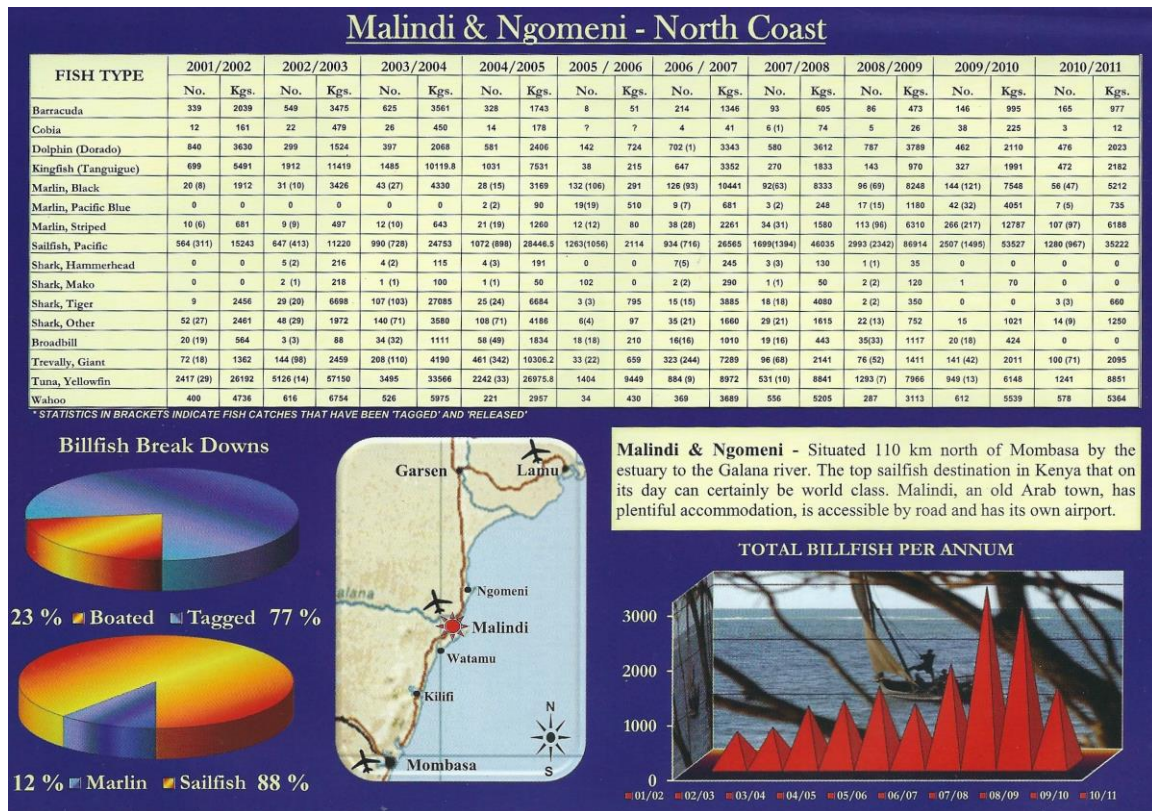 Malindi & Ngomeni - North Coast
FISH TYPE 2001/2002 2002/2003 2003/2004 2004/2005 2005 / 2006 2006 / 2007 2007/2008 2008/2009 2009/2010 2010/2011
No. Kgs. No. Kgs. No. Kgs. No. Kgs. No. Kgs. No. Kgs. No. Kgs. No. Kgs. No. Kgs. No. Kgs.
Barracuda 339 2039 549 3475 625 3561 328 1743 8 51 214 1346 93 605 86 473 146 995 165 977
Cobia 12 161 22 479 26 450 14 178 ? ? 4 41 6 (1) 74 5 26 38 225 3 12
Dolphin (Dorado) 840 3630 299 1524 397 2068 581 2406 142 724 702 (1) 3343 580 3612 787 3789 462 2110 476 2023
Kingfish (Tanguigue) 699 5491 1912 11419 1485 10119.8 1031 7531 38 215 647 3352 270 1833 143 970 327 1991 472 2182
Marlin, Black 20 (8) 1912 31 (10) 3426 43 (27) 4330 28 (15) 3169 132 (106) 291 126 (93) 10441 92(63) 8333 96 (69) 8248 144 (121) 7548 56 (47) 5212
Marlin, Pacific Blue 0 0 0 0 0 0 2 (2) 90 19(19) 510 9 (7) 681 3 (2) 248 17 (15) 1180 42 (32) 4051 7 (5) 735
Marlin, Striped 10 (6) 681 9 (9) 497 12 (10) 643 21 (19) 1260 12 (12) 80 38 (28) 2261 34 (31) 1580 113 (96) 6310 266 (217) 12787 107 (97) 6188
Sailfish, Pacific 564 (311) 15243 647 (413) 11220 990 (728) 24753 1072 (898) 28446.5 1263(1056) 2114 934 (716) 26565 1699(1394) 46035 2993 (2342) 86914 2507 (1495) 53527 1280 (967) 35222
Shark, Hammerhead 0 0 5 (2) 216 4 (2) 115 4 (3) 191 0 0 7(5) 245 3 (3) 130 1 (1) 35 0 0 0 0
Shark, Mako 0 0 2 (1) 218 1 (1) 100 1 (1) 50 102 0 2 (2) 290 1 (1) 50 2 (2) 120 1 70 0 0
Shark, Tiger 9 2456 29 (20) 6698 107 (103) 27085 25 (24) 6684 3 (3) 795 15 (15) 3885 18 (18) 4080 2 (2) 350 0 0 3 (3) 660
Shark, Other 52 (27) 2461 48 (29) 1972 140 (71) 3580 108 (71) 4186 6(4) 97 35 (21) 1660 29 (21) 1615 22 (13) 752 15 1021 14 (9) 1250
Broadbill 20 (19) 564 3 (3) 88 34 (32) 1111 58 (49) 1834 18 (18) 210 16(16) 1010 19 (16) 443 35(33) 1117 20 (18) 424 0 0
Trevally, Giant 72 (18) 1362 144 (98) 2459 208 (110) 4190 461 (342) 10306.2 33 (22) 659 323 (244) 7289 96 (68) 2141 76 (52) 1411 141 (42) 2011 100 (71) 2095
Tuna, Yellowfin 2417 (29) 26192 5126 (14) 57150 3495 33566 2242 (33) 26975.8 1404 9449 884 (9) 8972 531 (10) 8841 1293 (7) 7966 949 (13) 6148 1241 8851
Wahoo 400 4736 616 6754 526 5975 221 2957 34 430 369 3689 556 5205 287 3113 612 5539 578 5364
* STATISTICS IN BRACKETS INDICATE FISH CATCHES THAT HAVE BEEN 'TAGGED' AND 'RELEASED'
Billfish Break Downs
23 % Boated Tagged 77 %
12 % Marlin Sailfish 88 %
Garsen
Lamu
Ngomeni
alana
Malindi
Watamu
Kilifi
Mombasa
N
S
Malindi & Ngomeni - Situated 110 km north of Mombasa by the
estuary to the Galana river. The top sailfish destination in Kenya that on
its day can certainly be world class. Malindi, an old Arab town, has
plentiful accommodation, is accessible by road and has its own airport.
TOTAL BILLFISH PER ANNUM
3000
2000
1000
0
01/02 02/03 03/04 04/05 05/06 06/07 07/08 08/09 09/10 10/11